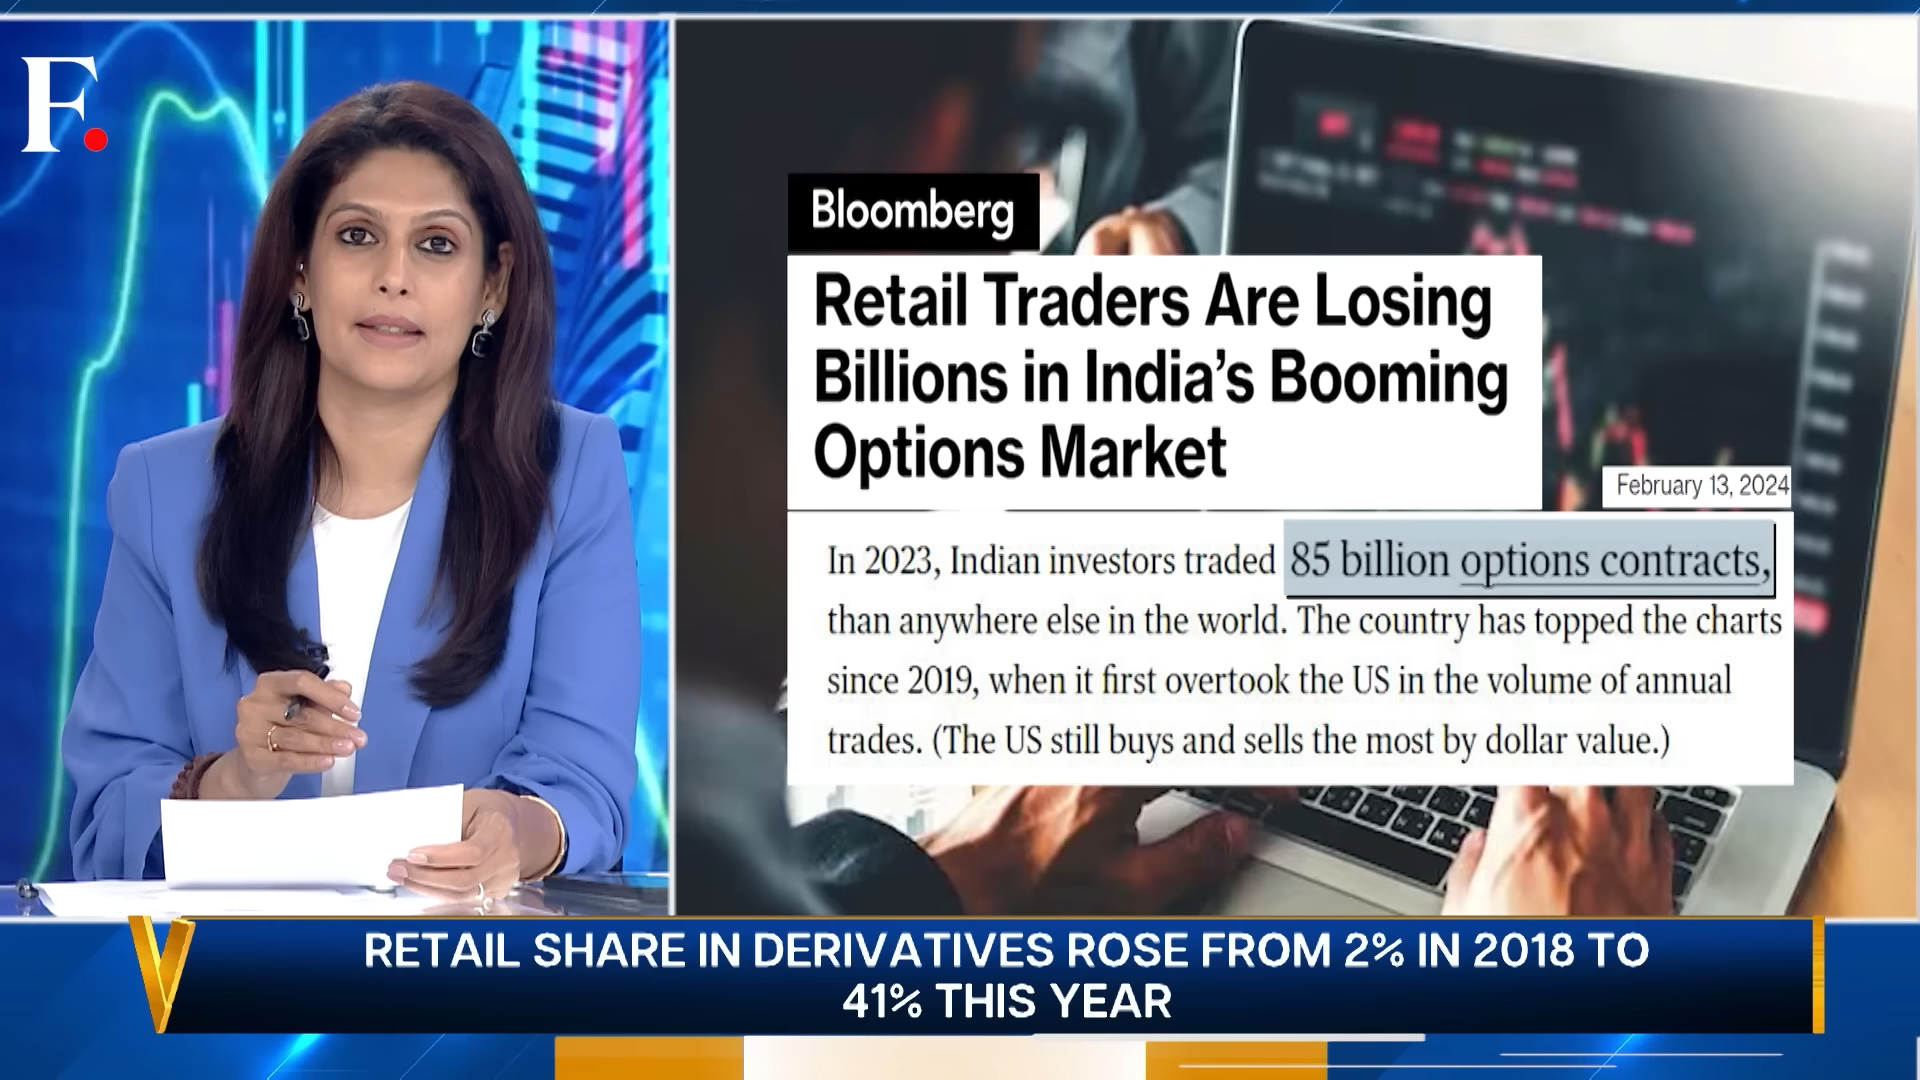 F.
Bloomberg
Retail Traders Are Losing
Billions in India's Booming
Options Market
February 13, 2024
In 2023, Indian investors traded 85 billion options contracts,
than anywhere else in the world. The country has topped the charts
since 2019, when it first overtook the US in the volume of annual
trades. (The US still buys and sells the most by dollar value.)
V
RETAIL SHARE IN DERIVATIVES ROSE FROM 2% IN 2018 TO
41% THIS YEAR